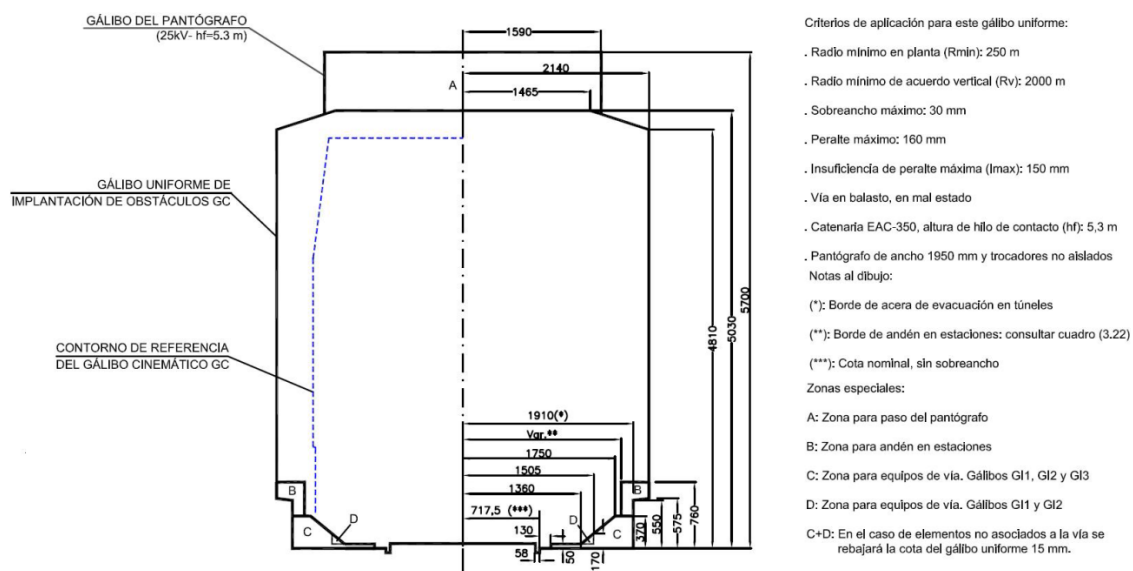 GÁLIBO DEL PANTÓGRAFO
(25kV- hf=5.3 m)
GÁLIBO UNIFORME DE
IMPLANTACIÓN DE OBSTÁCULOS GC
CONTORNO DE REFERENCIA
DEL GÁLIBO CINEMÁTICO GC
1590
2140
A
1465
5700
5030
4810
1910(*)
Var.**
1750
1505
1360
717,5 (***)
130
58
50
170
370
550
575
760
B
C
D
D
C
B
Criterios de aplicación para este gálibo uniforme:
. Radio mínimo en planta (Rmin): 250 m
. Radio mínimo de acuerdo vertical (Rv): 2000 m
. Sobreancho máximo: 30 mm
. Peralte máximo: 160 mm
. Insuficiencia de peralte máxima (Imax): 150 mm
. Vía en balasto, en mal estado
. Catenaria EAC-350, altura de hilo de contacto (hf): 5,3 m
. Pantógrafo de ancho 1950 mm y trocadores no aislados
Notas al dibujo:
(*): Borde de acera de evacuación en túneles
(**): Borde de andén en estaciones: consultar cuadro (3.22)
(***): Cota nominal, sin sobreancho
Zonas especiales:
A: Zona para paso del pantógrafo
B: Zona para andén en estaciones
C: Zona para equipos de vía. Gálibos GI1, GI2 y GI3
D: Zona para equipos de vía. Gálibos GI1 y GI2
C+D: En el caso de elementos no asociados a la vía se
rebajará la cota del gálibo uniforme 15 mm.